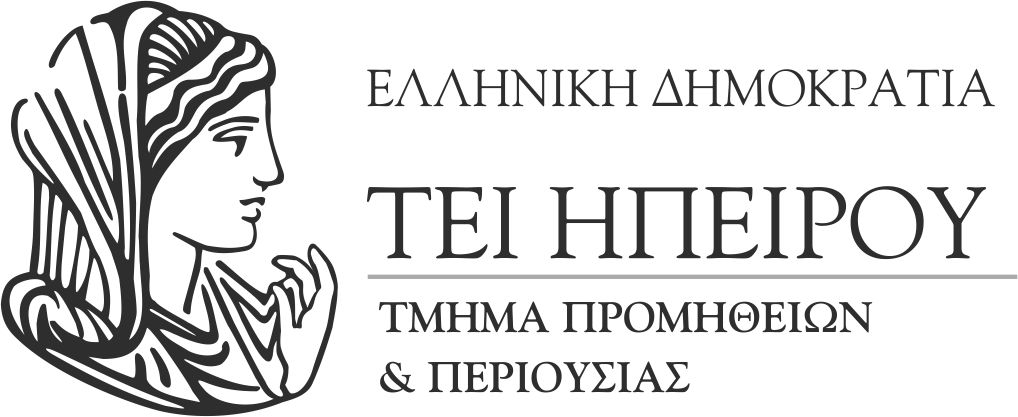 ΕΛΛΗΝΙΚΗ ΔΗΜΟΚΡΑΤΙΑ
ΤΕΙ ΗΠΕΙΡΟΥ
ΤΜΗΜΑ ΠΡΟΜΗΘΕΙΩΝ
& ΠΕΡΙΟΥΣΙΑΣ